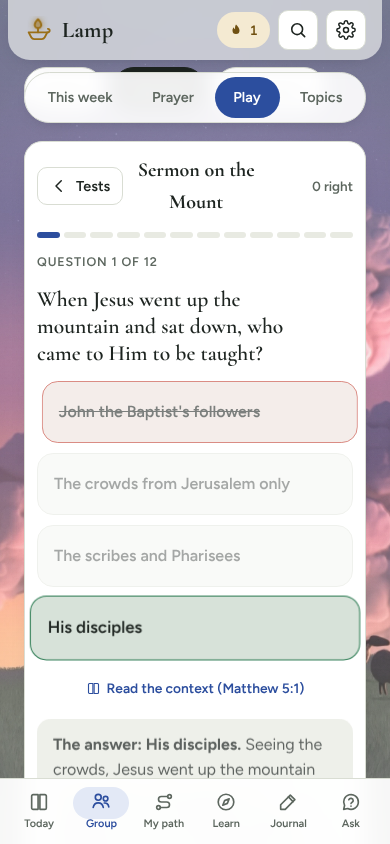 Lamp
1
This week
Prayer
Play
Topics
Tests
Sermon on the
Mount
0 right
QUESTION 1 OF 12
When Jesus went up the
mountain and sat down, who
came to Him to be taught?
John the Baptist's followers
The crowds from Jerusalem only
The scribes and Pharisees
His disciples
Read the context (Matthew 5:1)
The answer: His disciples. Seeing the
crowds, Jesus went up the mountain
Today
Group
My path
Learn
Journal
Ask